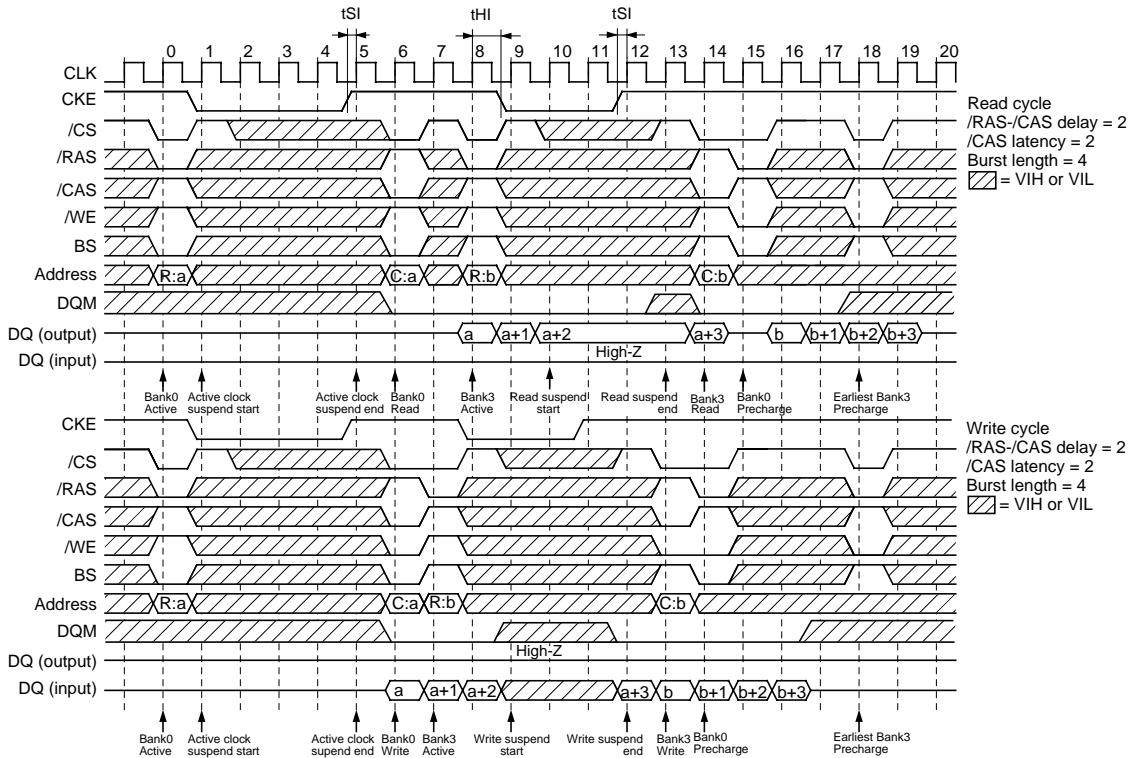 tSI tHI tSI
0 1 2 3 4 5 6 7 8 9 10 11 12 13 14 15 16 17 18 19 20
CLK
CKE
/CS
/RAS
/CAS
/WE
BS
Address R:a C:a R:b C:b
DQM
DQ (output) a a+1 a+2 a+3 b b+1 b+2 b+3
High-Z
DQ (input)
Bank0 Active
Active clock suspend start
Active clock suspend end
Bank0 Read
Bank3 Active
Read suspend start
Read suspend end
Bank3 Read
Bank0 Precharge
Earliest Bank3 Precharge
Read cycle
/RAS-/CAS delay = 2
/CAS latency = 2
Burst length = 4
= VIH or VIL
CKE
/CS
/RAS
/CAS
/WE
BS
Address R:a C:a R:b C:b
DQM
High-Z
DQ (output)
DQ (input) a a+1 a+2 a+3 b b+1 b+2 b+3
Bank0 Active
Active clock suspend start
Active clock supend end
Bank0 Write
Bank3 Active
Write suspend start
Write suspend end
Bank3 Write
Bank0 Precharge
Earliest Bank3 Precharge
Write cycle
/RAS-/CAS delay = 2
/CAS latency = 2
Burst length = 4
= VIH or VIL